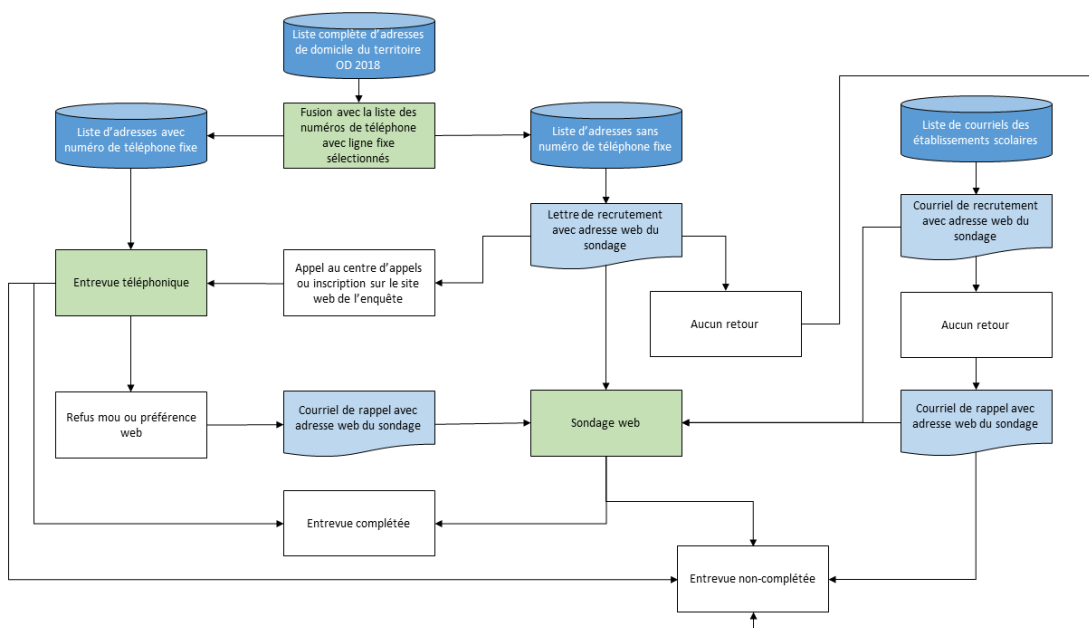 Liste complète d'adresses
de domicile du territoire
OD 2018
Liste d'adresses avec
numéro de téléphone fixe
Fusion avec la liste des
numéros de téléphone
avec ligne fixe
sélectionnés
Liste d'adresses sans
numéro de téléphone fixe
Liste de courriels des
établissements scolaires
Lettre de recrutement
avec adresse web du
sondage
Courriel de recrutement
avec adresse web du
sondage
Entrevue téléphonique
Appel au centre d'appels
ou inscription sur le site
web de l'enquête
Aucun retour
Aucun retour
Refus mou ou préférence
web
Courriel de rappel avec
adresse web du sondage
Sondage web
Courriel de rappel avec
adresse web du sondage
Entrevue complétée
Entrevue non-complétée